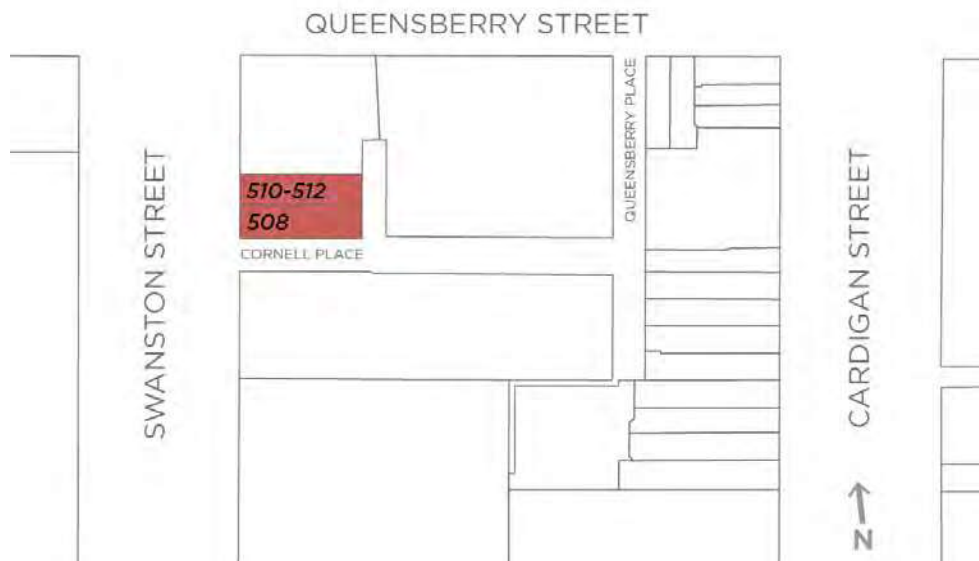 QUEENSBERRY STREET
QUEENSBERRY PLACE
SWANSTON STREET
510-512
508
CORNELL PLACE
CARDIGAN STREET
N